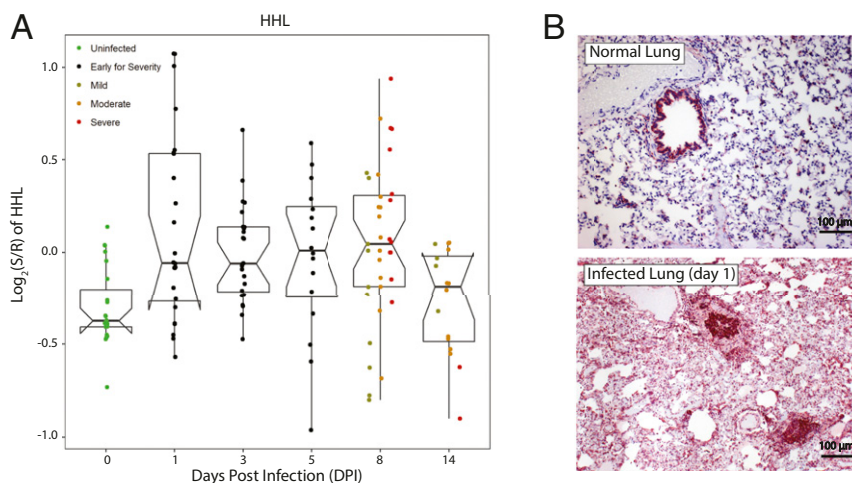 A
HHL
Uninfected
Early for Severity
Mild
Moderate
Severe
Log2(S/R) of HHL
1.0
0.5
0.0
-0.5
-1.0
0 1 3 5 8 14
Days Post Infection (DPI)
B
Normal Lung
100 µm
Infected Lung (day 1)
100 µm